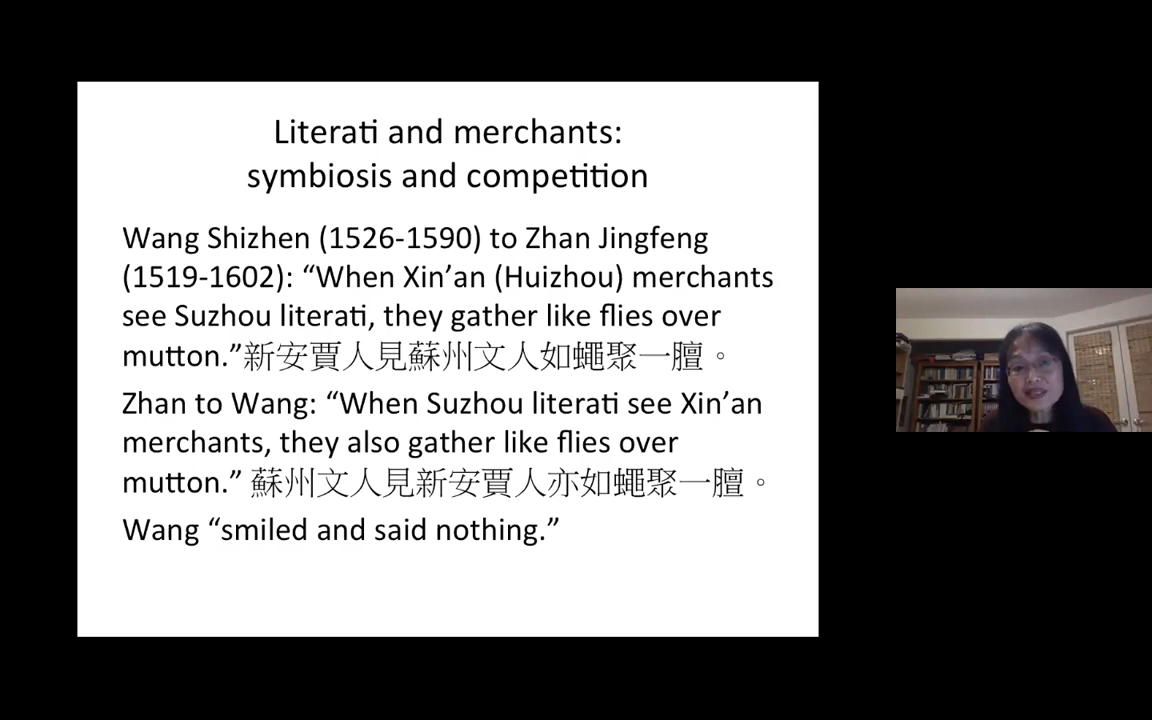 Literati and merchants:
symbiosis and competition
Wang Shizhen (1526-1590) to Zhan Jingfeng
(1519-1602): “When Xin’an (Huizhou) merchants
see Suzhou literati, they gather like flies over
mutton.”新安賈人見蘇州文人如蠅聚一膻。
Zhan to Wang: “When Suzhou literati see Xin’an
merchants, they also gather like flies over
mutton.” 蘇州文人見新安賈人亦如蠅聚一膻。
Wang “smiled and said nothing.”